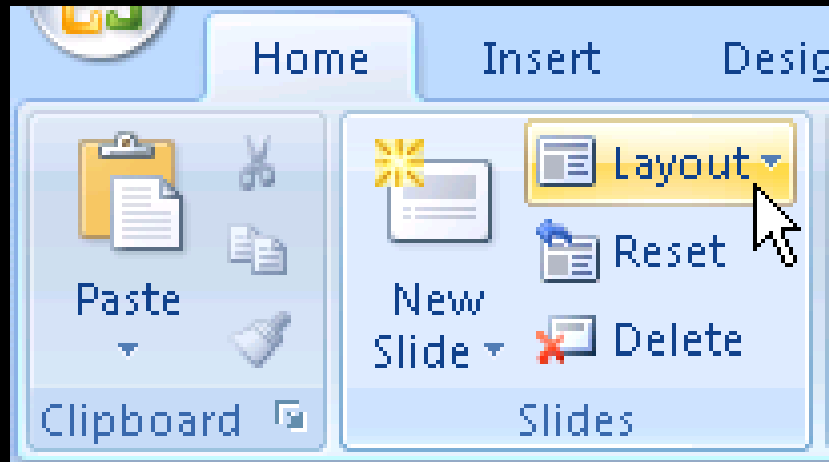 Home Insert Desig
Layout
Reset
Paste
New
Slide
Delete
Clipboard
Slides